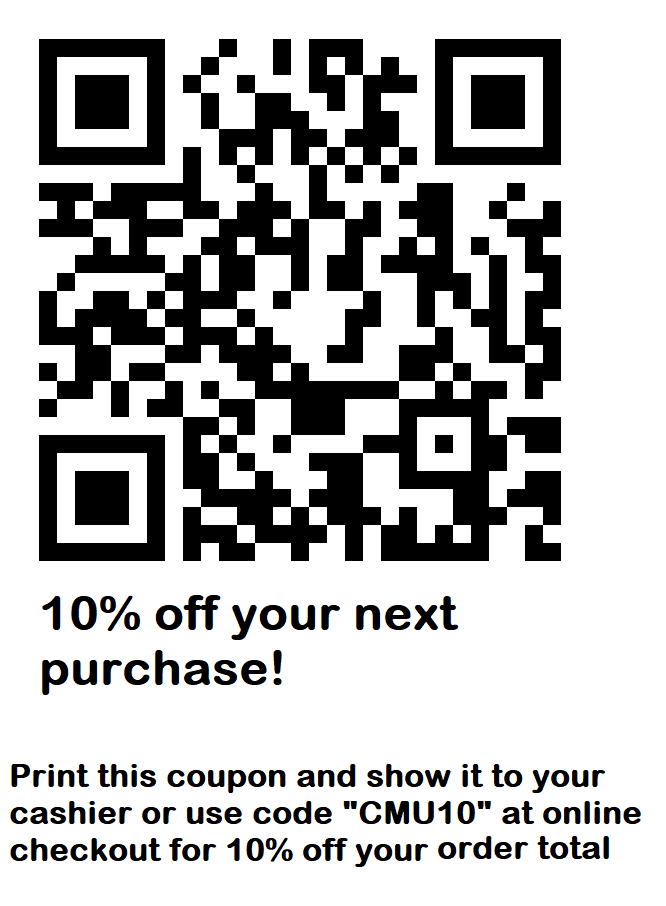 10% off your next
purchase!
Print this coupon and show it to your
cashier or use code "CMU10" at online
checkout for 10% off your order total